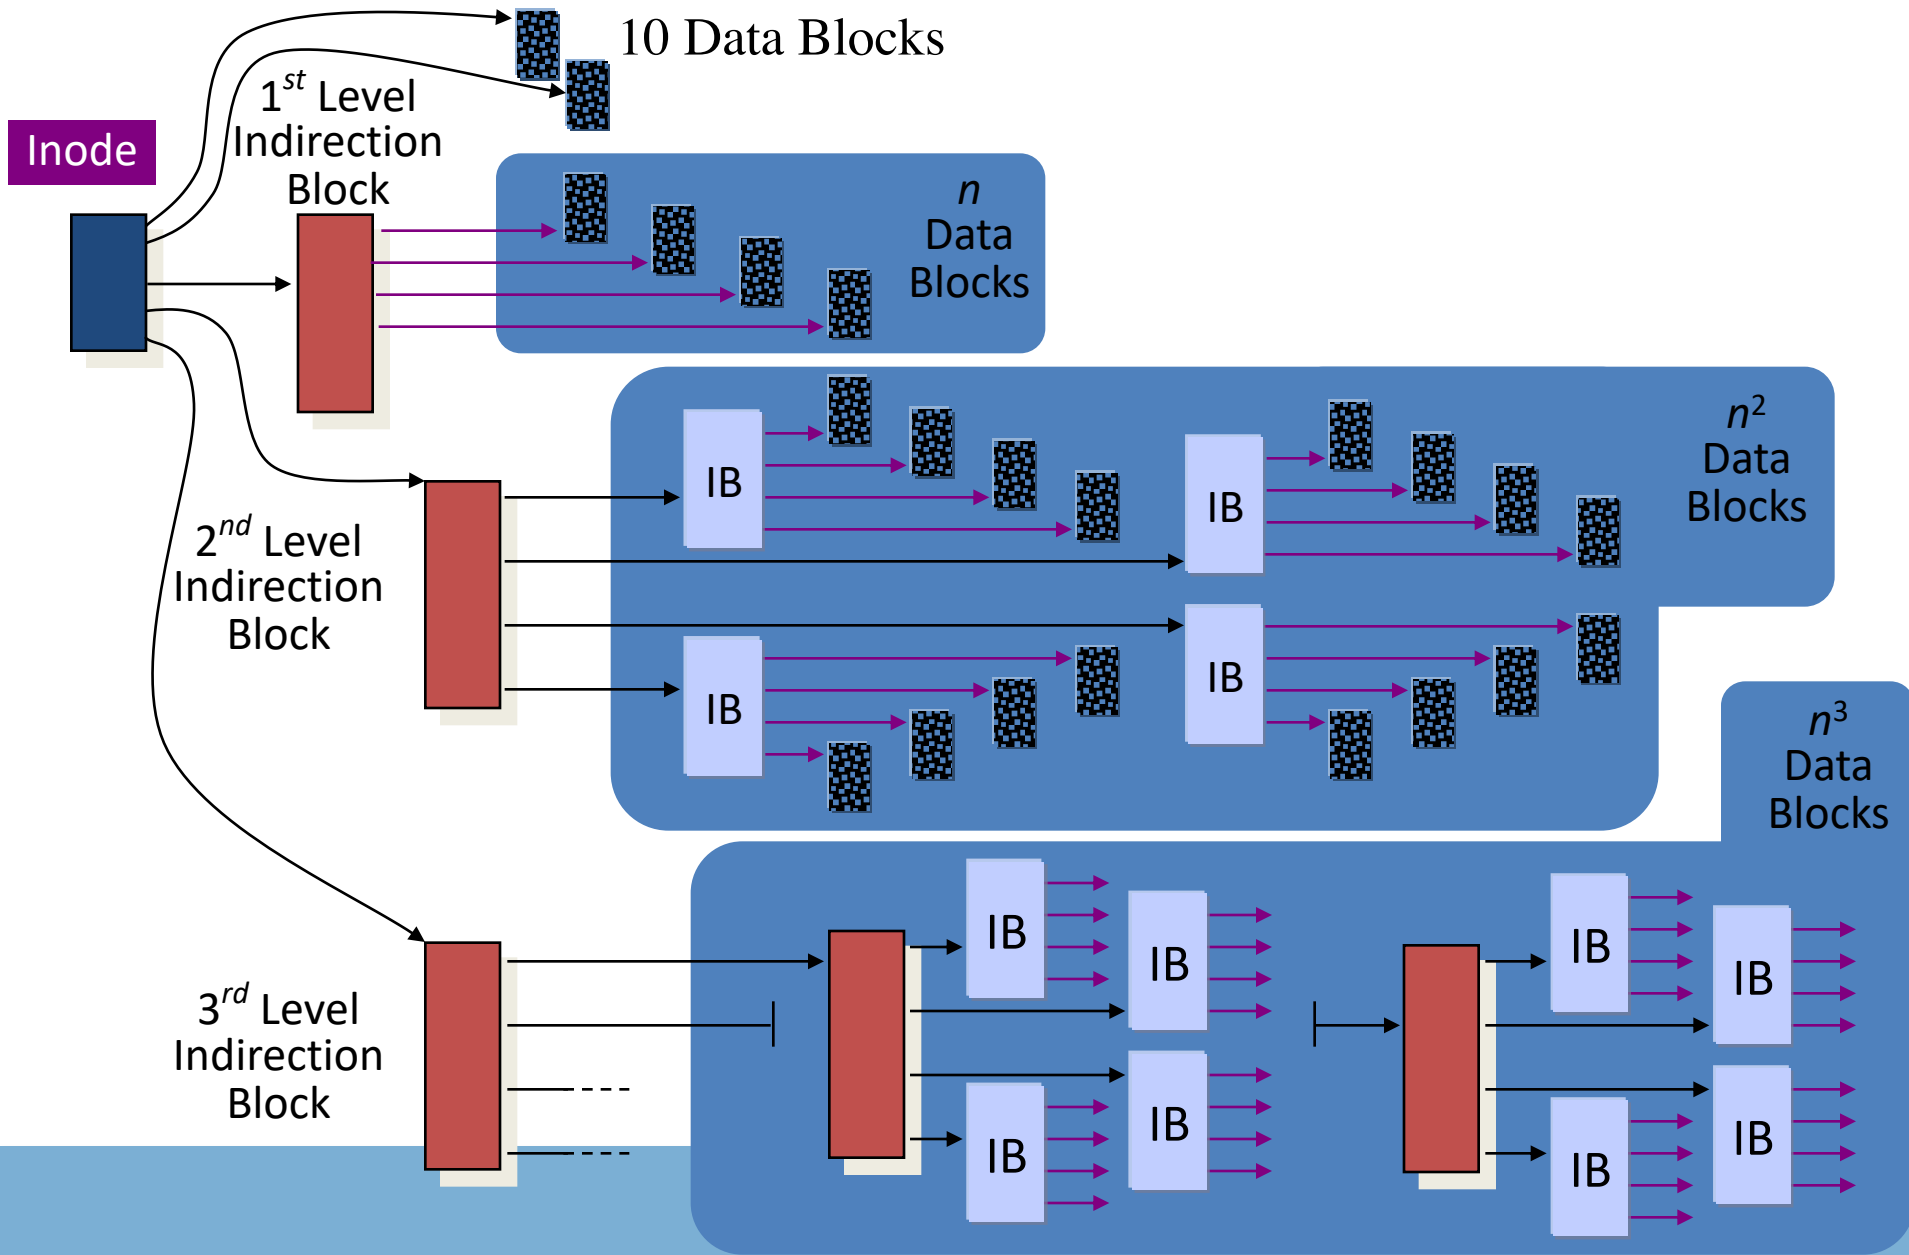 10 Data Blocks
1st Level
Indirection
Block
Inode
n
Data
Blocks
n²
Data
Blocks
IB
IB
2nd Level
Indirection
Block
IB
IB
n³
Data
Blocks
3rd Level
Indirection
Block
IB
IB
IB
IB
IB
IB
IB
IB